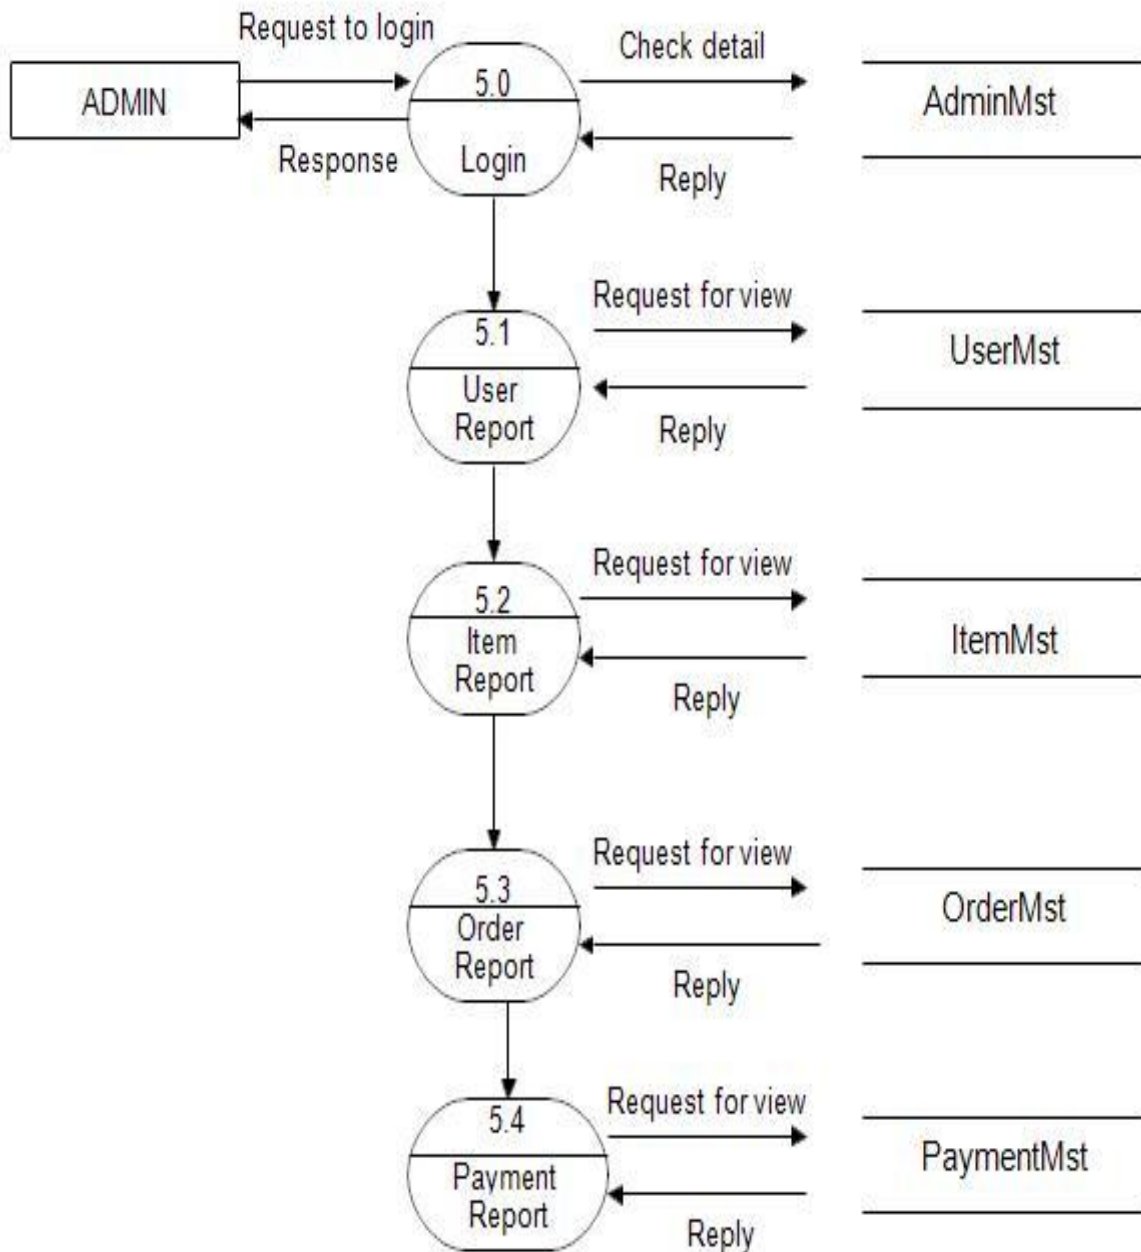 Request to login
Check detail
ADMIN
5.0
AdminMst
Response
Login
Reply
Request for view
5.1
UserMst
User
Report
Reply
Request for view
5.2
Item
Report
ItemMst
Reply
Request for view
5.3
OrderMst
Order
Report
Reply
Request for view
5.4
PaymentMst
Payment
Report
Reply